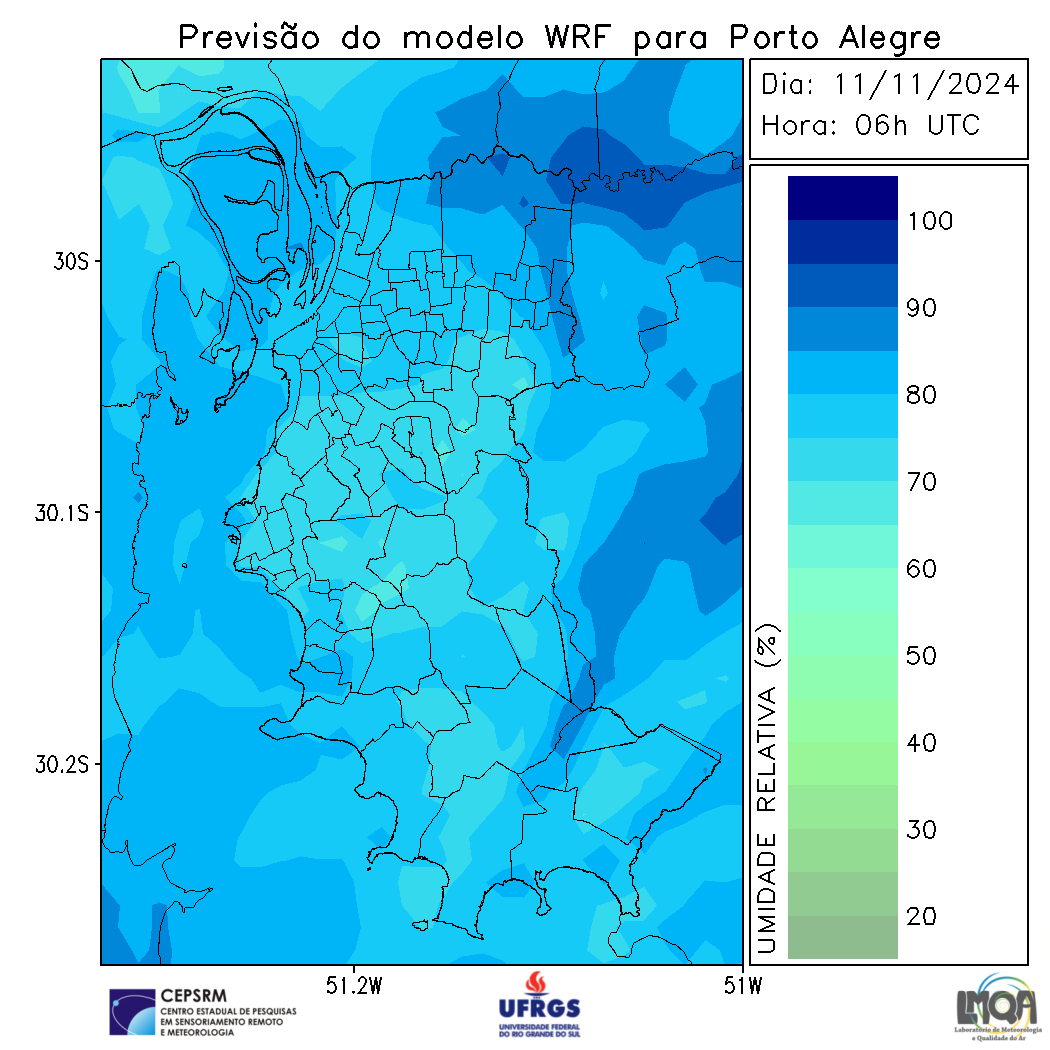 Previsão do modelo WRF para Porto Alegre
Dia: 11/11/2024
Hora: 06h UTC
100
90
80
70
60
50
40
30
20
UMIDADE RELATIVA (%)
30S
30.1S
30.2S
51.2W
51W
CEPSRM
CENTRO ESTADUAL DE PESQUISAS
EM SENSORIAMENTO REMOTO
E METEOROLOGIA
UFRGS
UNIVERSIDADE FEDERAL
DO RIO GRANDE DO SUL
LMQA
Laboratório de Meteorologia
e Qualidade do Ar